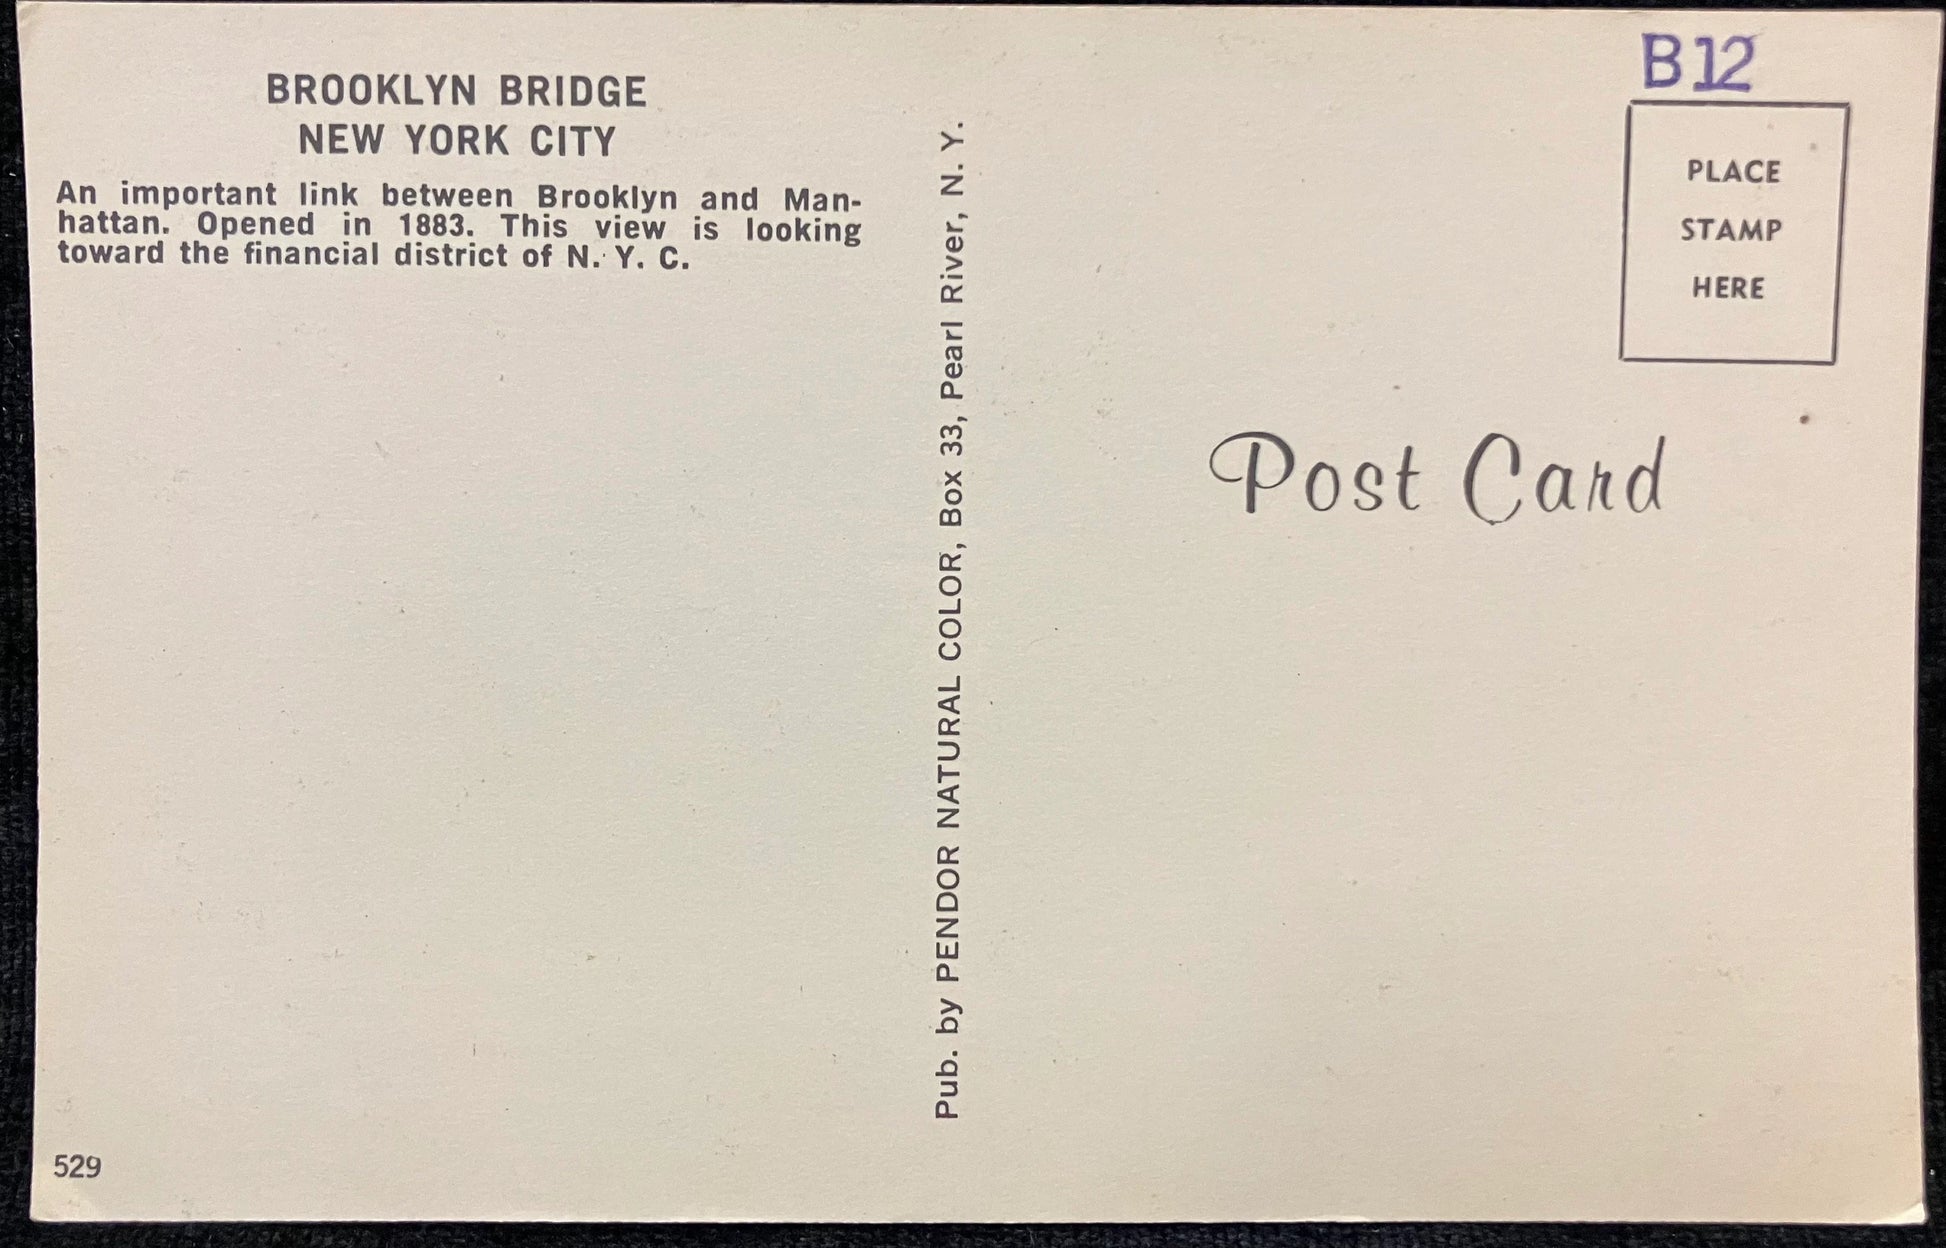 BROOKLYN BRIDGE
NEW YORK CITY
An important link between Brooklyn and Man-
hattan. Opened in 1883. This view is looking
toward the financial district of N. Y. C.
529
Pub. by PENDOR NATURAL COLOR, Box 33, Pearl River, N. Y.
B12
PLACE
STAMP
HERE
Post Card